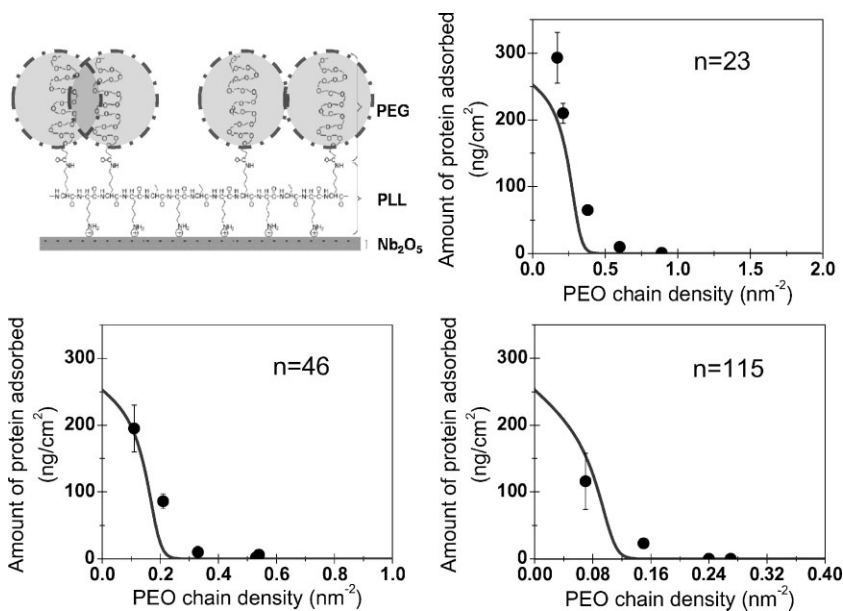 PEG
PLL
Nb₂O₅
Amount of protein adsorbed
(ng/cm²)
300
200
100
0
n=23
0.0 0.5 1.0 1.5 2.0
PEO chain density (nm⁻²)
Amount of protein adsorbed
(ng/cm²)
300
200
100
0
n=46
0.0 0.2 0.4 0.6 0.8 1.0
PEO chain density (nm⁻²)
Amount of protein adsorbed
(ng/cm²)
300
200
100
0
n=115
0.00 0.08 0.16 0.24 0.32 0.40
PEO chain density (nm⁻²)